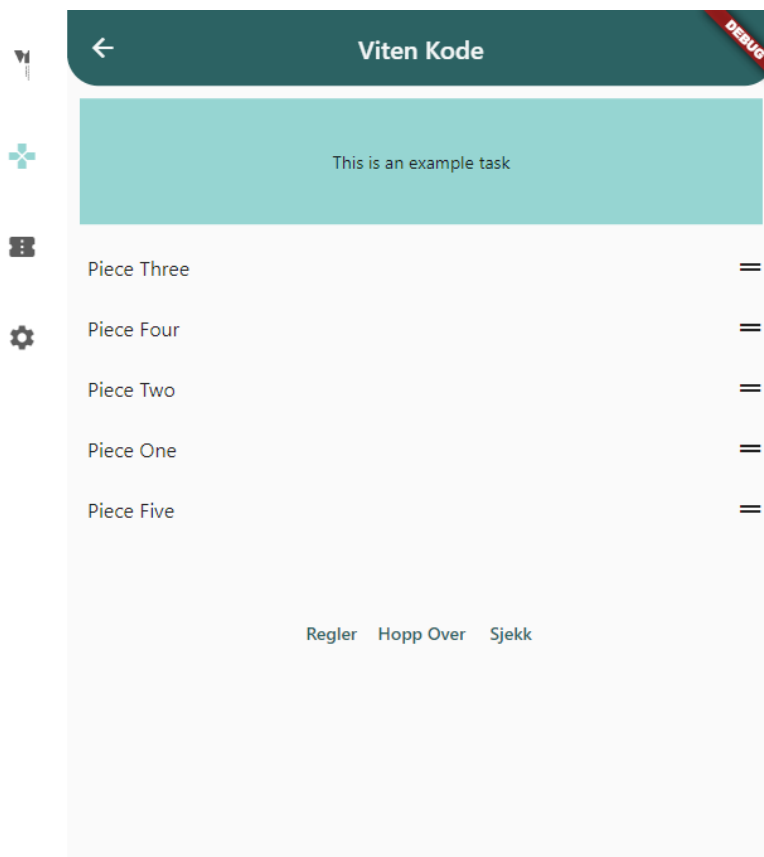 Viten Kode
DEBUG
This is an example task
Piece Three
Piece Four
Piece Two
Piece One
Piece Five
Regler Hopp Over Sjekk